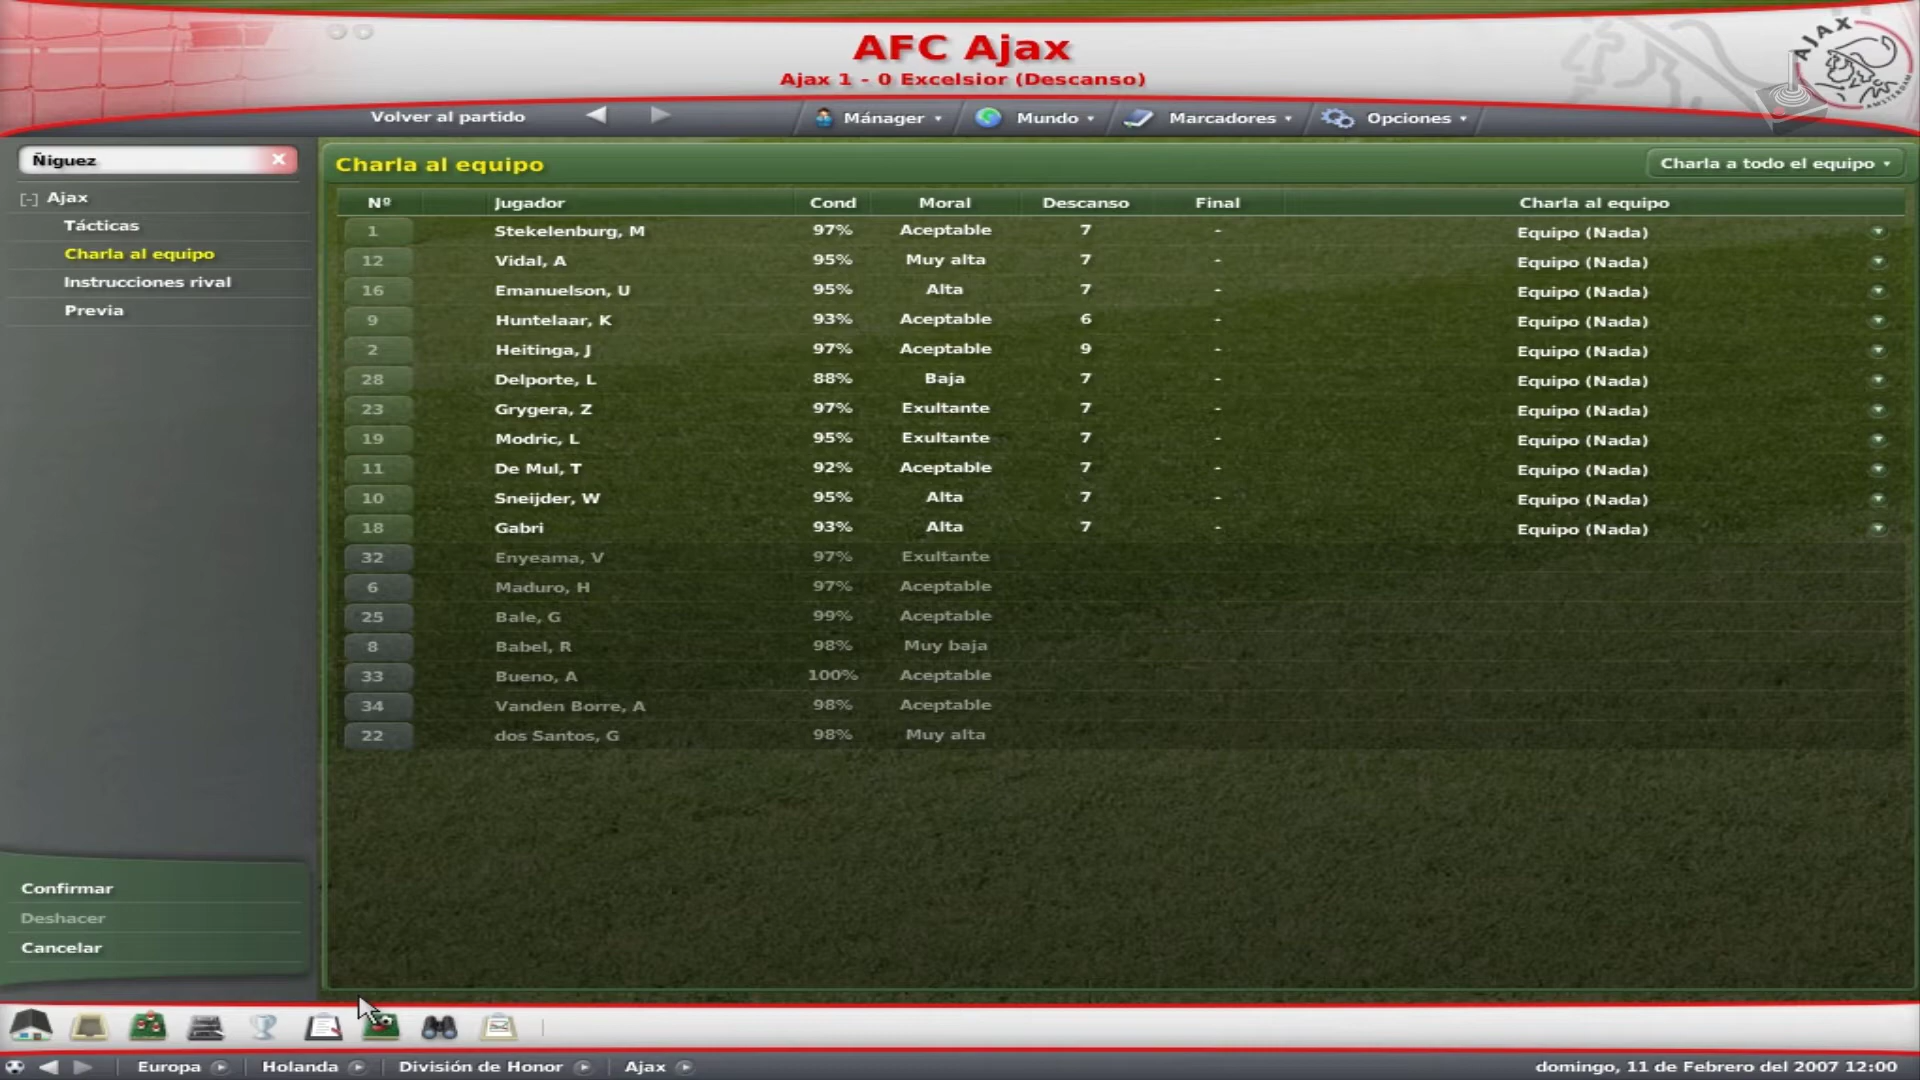 AFC Ajax
Ajax 1 - 0 Excelsior (Descanso)
AJAX
AMSTERDAM
Volver al partido
Mánager
Mundo
Marcadores
Opciones
Ñiguez
[-] Ajax
Tácticas
Charla al equipo
Instrucciones rival
Previa
Confirmar
Deshacer
Cancelar
Charla al equipo
Charla a todo el equipo
Nº Jugador Cond Moral Descanso Final Charla al equipo
1 Stekelenburg, M 97% Aceptable 7 - Equipo (Nada)
12 Vidal, A 95% Muy alta 7 - Equipo (Nada)
16 Emanuelson, U 95% Alta 7 - Equipo (Nada)
9 Huntelaar, K 93% Aceptable 6 - Equipo (Nada)
2 Heitinga, J 97% Aceptable 9 - Equipo (Nada)
28 Delporte, L 88% Baja 7 - Equipo (Nada)
23 Grygera, Z 97% Exultante 7 - Equipo (Nada)
19 Modric, L 95% Exultante 7 - Equipo (Nada)
11 De Mul, T 92% Aceptable 7 - Equipo (Nada)
10 Sneijder, W 95% Alta 7 - Equipo (Nada)
18 Gabri 93% Alta 7 - Equipo (Nada)
32 Enyeama, V 97% Exultante
6 Maduro, H 97% Aceptable
25 Bale, G 99% Aceptable
8 Babel, R 98% Muy baja
33 Bueno, A 100% Aceptable
34 Vanden Borre, A 98% Aceptable
22 dos Santos, G 98% Muy alta
Europa Holanda División de Honor Ajax domingo, 11 de Febrero del 2007 12:00